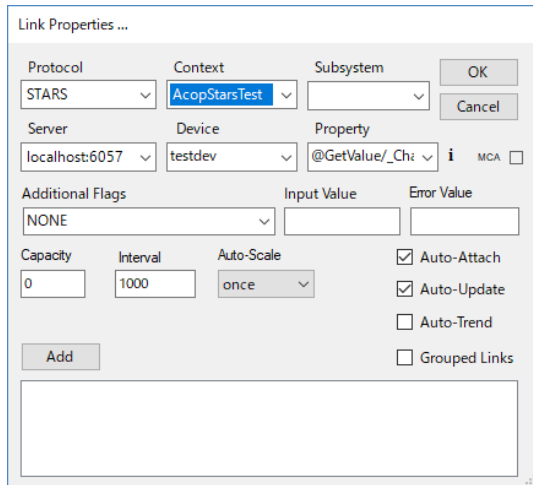 Link Properties ...
Protocol Context Subsystem
STARS AcopStarsTest OK
Cancel
Server Device Property
localhost:6057 testdev @GetValue/_Cha i MCA
Additional Flags Input Value Error Value
NONE
Capacity Interval Auto-Scale Auto-Attach
0 1000 once Auto-Update
Auto-Trend
Add Grouped Links